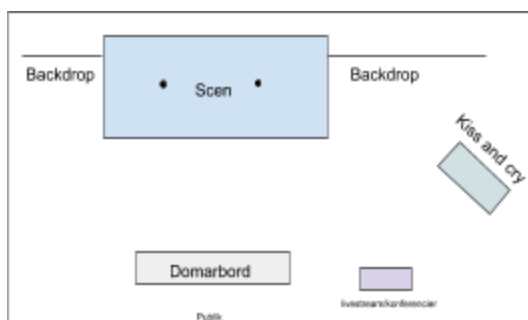 Backdrop
Scen
Backdrop
Kiss and cry
Domarbord
livestream/konferencier
Publik